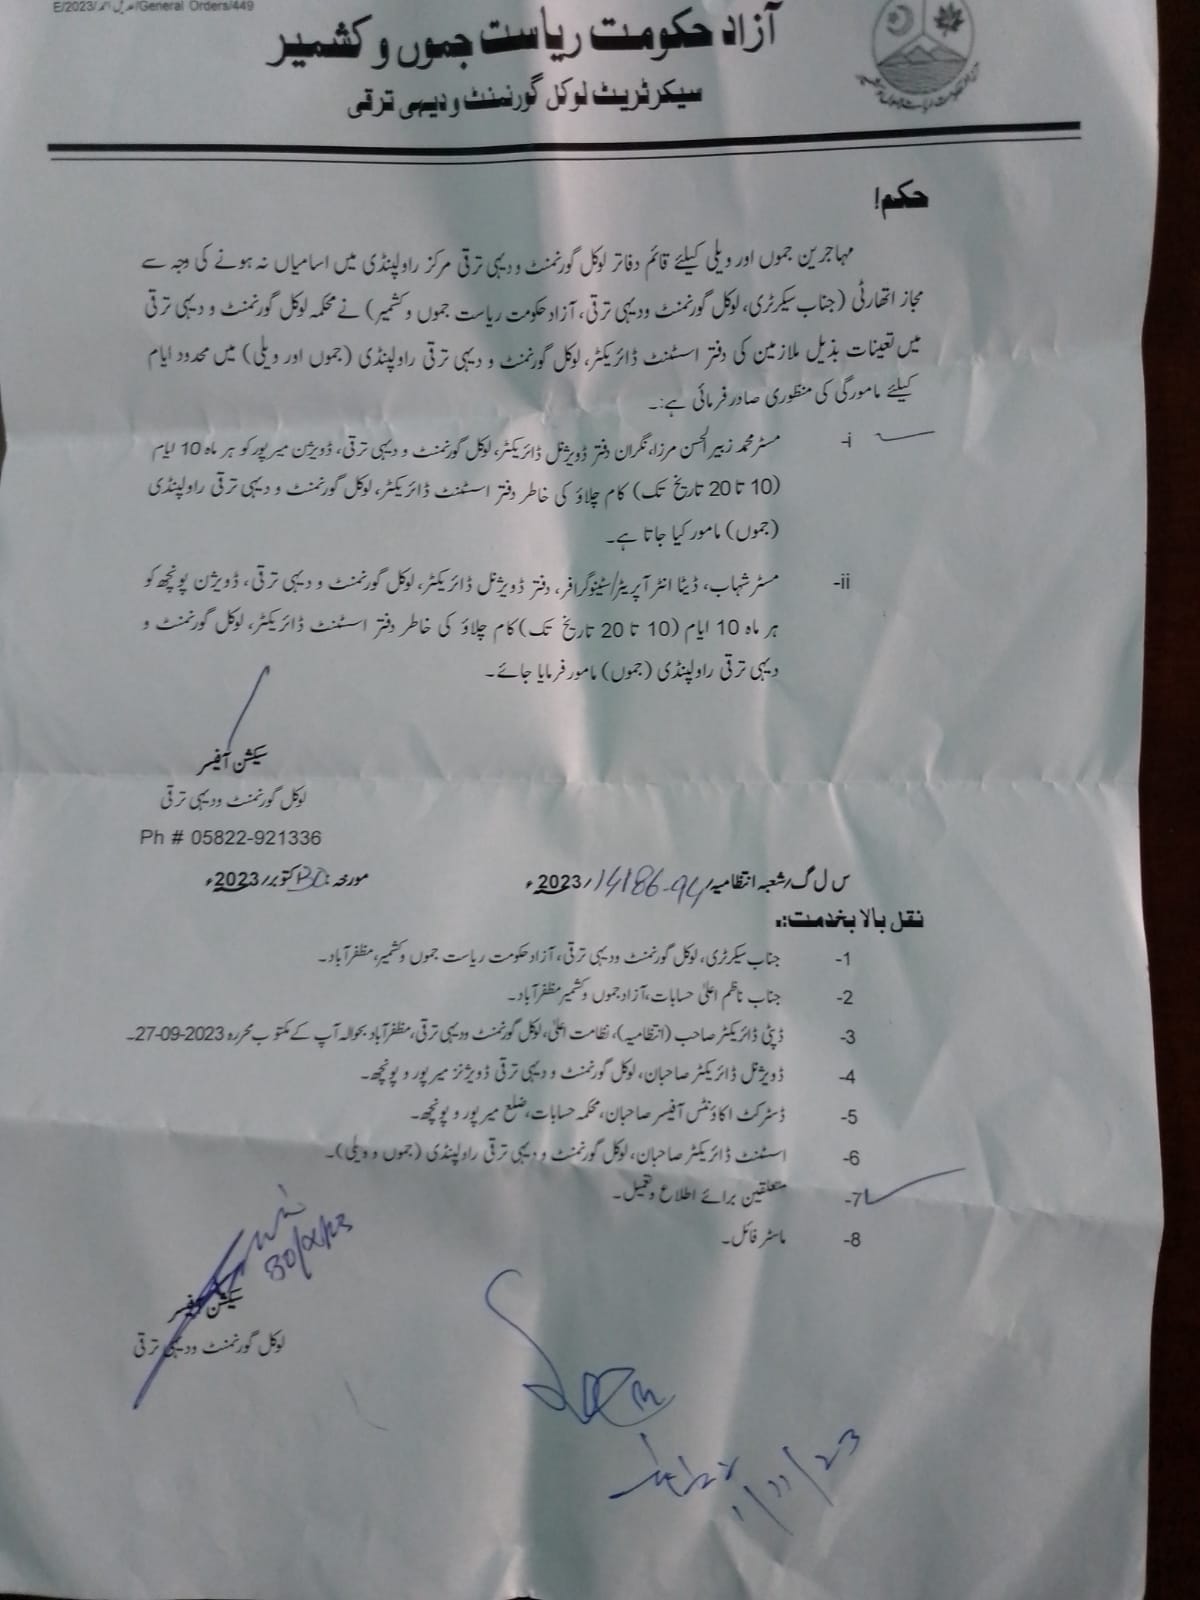 E/2023/عدیل احمد/General Orders/449
آزاد حکومت ریاست جموں و کشمیر
سیکرٹریٹ لوکل گورنمنٹ و دیہی ترقی
حکم!
مہاجرین جموں اور ویلی کیلئے قائم دفاتر لوکل گورنمنٹ و دیہی ترقی مرکز راولپنڈی میں اسامیاں نہ ہونے کی وجہ سے
مجاز اتھارٹی (جناب سیکرٹری، لوکل گورنمنٹ ودیہی ترقی، آزاد حکومت ریاست جموں و کشمیر) نے محکمہ لوکل گورنمنٹ و دیہی ترقی
میں تعینات بذیل ملازمین کی دفتر اسسٹنٹ ڈائریکٹر، لوکل گورنمنٹ و دیہی ترقی راولپنڈی (جموں اور ویلی) میں محدود ایام
کیلئے مامورگی کی منظوری صادر فرمائی ہے:۔
i- مسٹر محمد زبیر الحسن مرزا، نگران دفتر ڈویژنل ڈائریکٹر، لوکل گورنمنٹ و دیہی ترقی، ڈویژن میرپور کو ہر ماہ 10 ایام
(10 تا 20 تاریخ تک) کام چلاؤ کی خاطر دفتر اسسٹنٹ ڈائریکٹر، لوکل گورنمنٹ و دیہی ترقی راولپنڈی
(جموں) مامور کیا جاتا ہے۔
ii- مسٹر شہاب، ڈیٹا انٹر آپریٹر/سٹینوگرافر، دفتر ڈویژنل ڈائریکٹر، لوکل گورنمنٹ و دیہی ترقی، ڈویژن پونچھ کو
ہر ماہ 10 ایام (10 تا 20 تاریخ تک) کام چلاؤ کی خاطر دفتر اسسٹنٹ ڈائریکٹر، لوکل گورنمنٹ و
دیہی ترقی راولپنڈی (جموں) مامور فرمایا جائے۔
سیکشن آفیسر
لوکل گورنمنٹ ودیہی ترقی
Ph # 05822-921336
س ل گ/شعبہ انتظامیہ/14186-94/2023ء مورخہ:30 کتوبر/2023ء
نقل بالا بخدمت:۔
1- جناب سیکرٹری، لوکل گورنمنٹ ودیہی ترقی، آزاد حکومت ریاست جموں وکشمیر، مظفرآباد۔
2- جناب ناظم اعلیٰ حسابات، آزاد جموں و کشمیر مظفرآباد۔
3- ڈپٹی ڈائریکٹر صاحب (انتظامیہ)، نظامت اعلیٰ، لوکل گورنمنٹ ودیہی ترقی، مظفرآباد بحوالہ آپ کے مکتوب محررہ 27-09-2023۔
4- ڈویژنل ڈائریکٹر صاحبان، لوکل گورنمنٹ و دیہی ترقی ڈویژنز میرپور و پونچھ۔
5- ڈسٹرکٹ اکاؤنٹس آفیسر صاحبان، محکمہ حسابات، ضلع میرپور و پونچھ۔
6- اسسٹنٹ ڈائریکٹر صاحبان، لوکل گورنمنٹ و دیہی ترقی راولپنڈی (جموں و ویلی)۔
7- متعلقین برائے اطلاع و تعمیل۔
8- ماسٹر فائل۔
30/10/23
سیکشن آفیسر
لوکل گورنمنٹ ودیہی ترقی
1/11/23